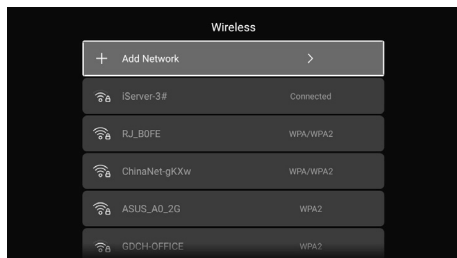 Wireless
Add Network
iServer-3# Connected
RJ_B0FE WPA/WPA2
ChinaNet-gKXw WPA/WPA2
ASUS_A0_2G WPA2
GDCH-OFFICE WPA2